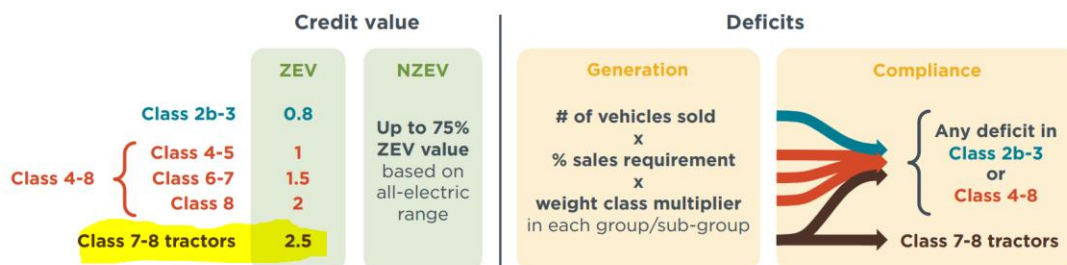 Credit value
Deficits
ZEV
NZEV
Generation
Compliance
Class 2b-3 0.8
Class 4-8
Class 4-5 1
Class 6-7 1.5
Class 8 2
Class 7-8 tractors 2.5
Up to 75%
ZEV value
based on
all-electric
range
# of vehicles sold
x
% sales requirement
x
weight class multiplier
in each group/sub-group
Any deficit in
Class 2b-3
or
Class 4-8
Class 7-8 tractors